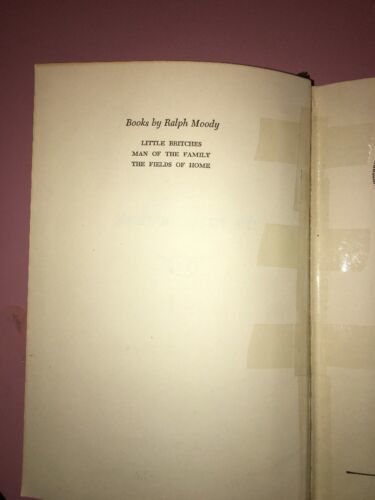 Books by Ralph Moody
LITTLE BRITCHES
MAN OF THE FAMILY
THE FIELDS OF HOME